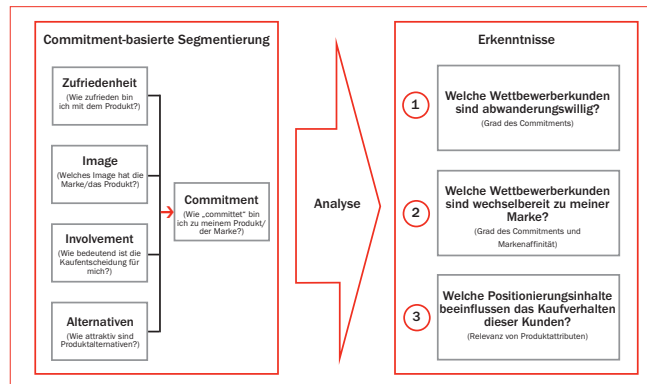 Commitment-basierte Segmentierung
Zufriedenheit
(Wie zufrieden bin
ich mit dem Produkt?)
Image
(Welches Image hat die
Marke/das Produkt?)
Involvement
(Wie bedeutend ist die
Kaufentscheidung für
mich?)
Alternativen
(Wie attraktiv sind
Produktalternativen?)
Commitment
(Wie „committet“ bin
ich zu meinem Produkt/
der Marke?)
Analyse
Erkenntnisse
1
Welche Wettbewerberkunden
sind abwanderungswillig?
(Grad des Commitments)
2
Welche Wettbewerberkunden
sind wechselbereit zu meiner
Marke?
(Grad des Commitments und
Markenaffinität)
3
Welche Positionierungsinhalte
beeinflussen das Kaufverhalten
dieser Kunden?
(Relevanz von Produktattributen)